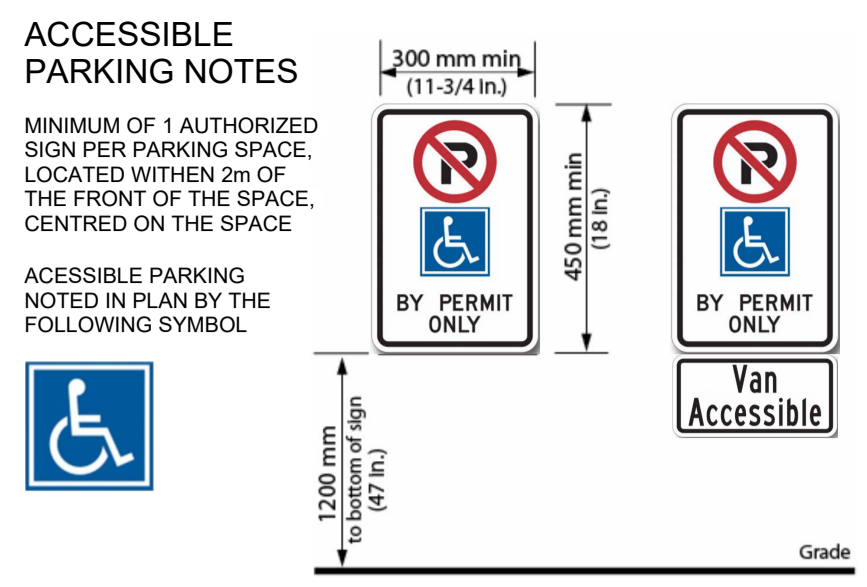 ACCESSIBLE
PARKING NOTES
MINIMUM OF 1 AUTHORIZED
SIGN PER PARKING SPACE,
LOCATED WITHEN 2m OF
THE FRONT OF THE SPACE,
CENTRED ON THE SPACE
ACESSIBLE PARKING
NOTED IN PLAN BY THE
FOLLOWING SYMBOL
300 mm min
(11-3/4 In.)
P
BY PERMIT
ONLY
450 mm min
(18 In.)
1200 mm
to bottom of sign
(47 In.)
P
BY PERMIT
ONLY
Van
Accessible
Grade